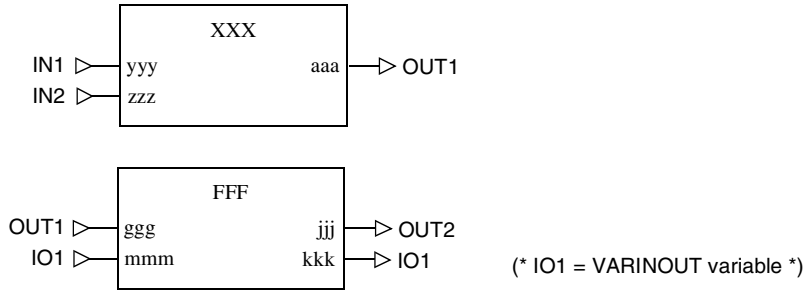 XXX
IN1 yyy aaa OUT1
IN2 zzz
FFF
OUT1 ggg jjj OUT2
IO1 mmm kkk IO1 (* IO1 = VARINOUT variable *)